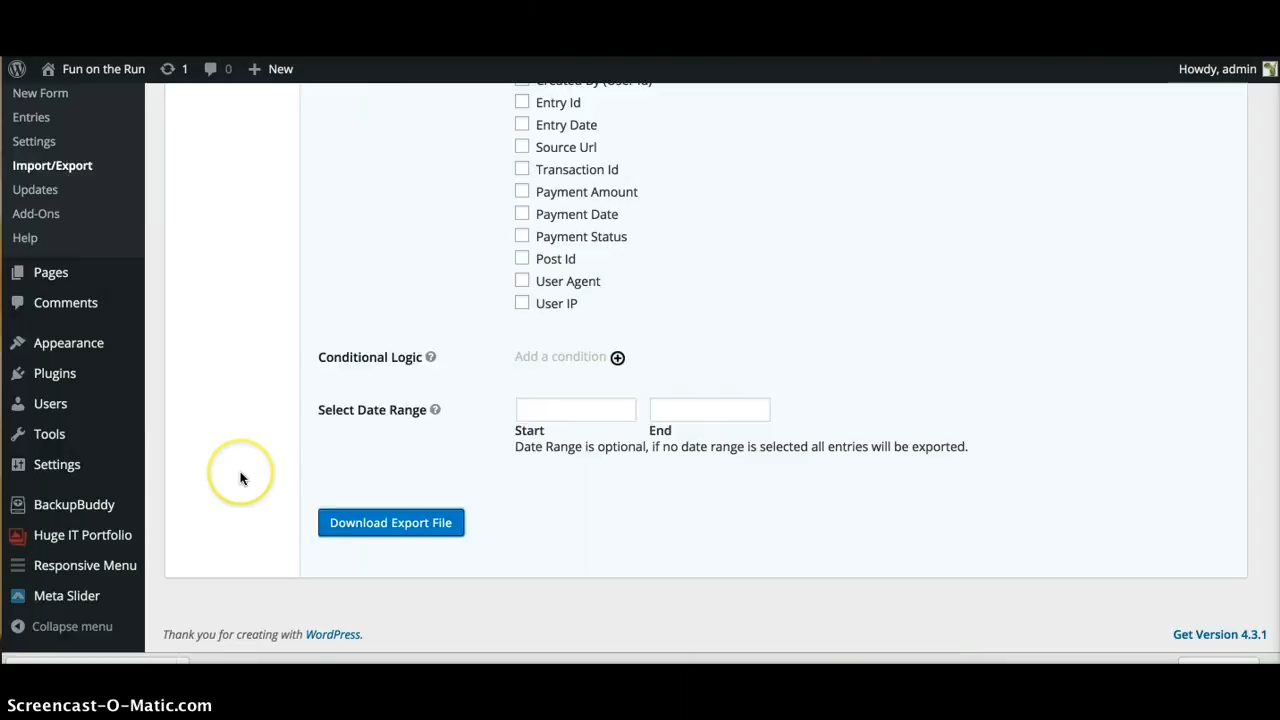 Fun on the Run
1
0
New
Howdy, admin
New Form
Entries
Settings
Import/Export
Updates
Add-Ons
Help
Pages
Comments
Appearance
Plugins
Users
Tools
Settings
BackupBuddy
Huge IT Portfolio
Responsive Menu
Meta Slider
Collapse menu
Created By (User Id)
Entry Id
Entry Date
Source Url
Transaction Id
Payment Amount
Payment Date
Payment Status
Post Id
User Agent
User IP
Conditional Logic ?
Add a condition
Select Date Range ?
Start
End
Date Range is optional, if no date range is selected all entries will be exported.
Download Export File
Thank you for creating with WordPress.
Get Version 4.3.1
Screencast-O-Matic.com